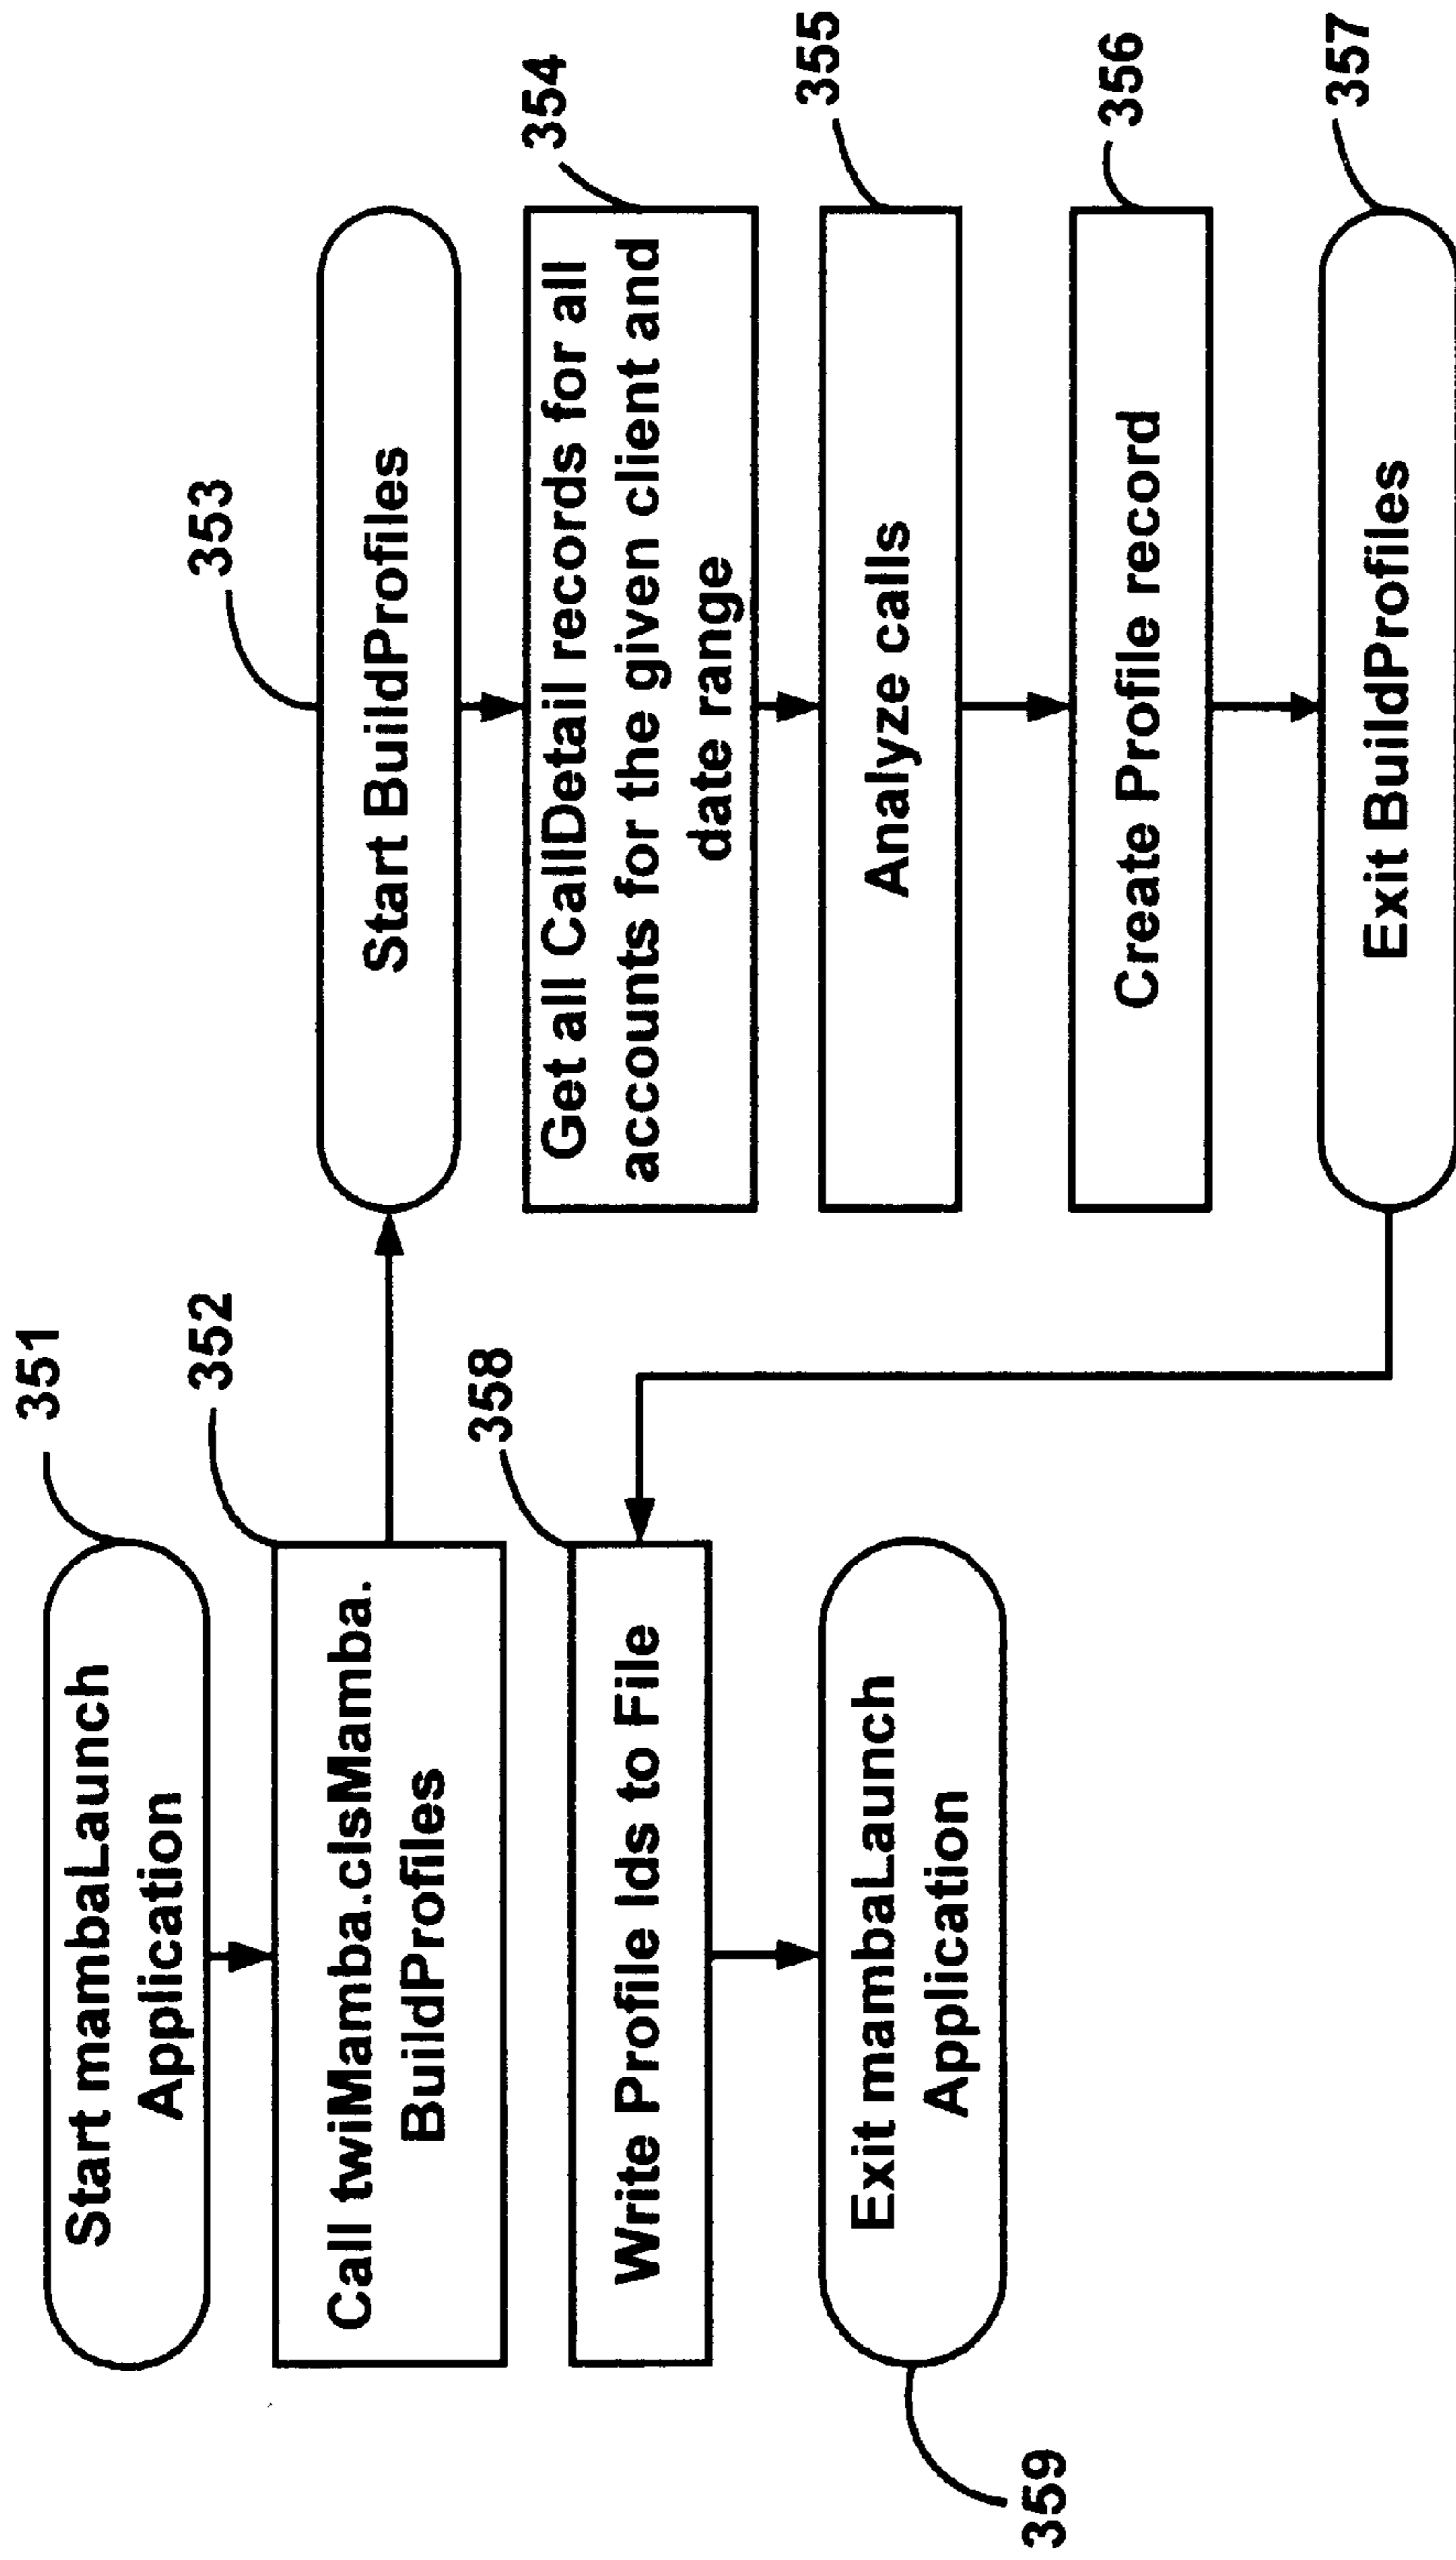 351
Start mambaLaunch
Application
352
Call twiMamba.clsMamba.
BuildProfiles
353
Start BuildProfiles
354
Get all CallDetail records for all
accounts for the given client and
date range
355
Analyze calls
356
Create Profile record
357
Exit BuildProfiles
358
Write Profile Ids to File
359
Exit mambaLaunch
Application